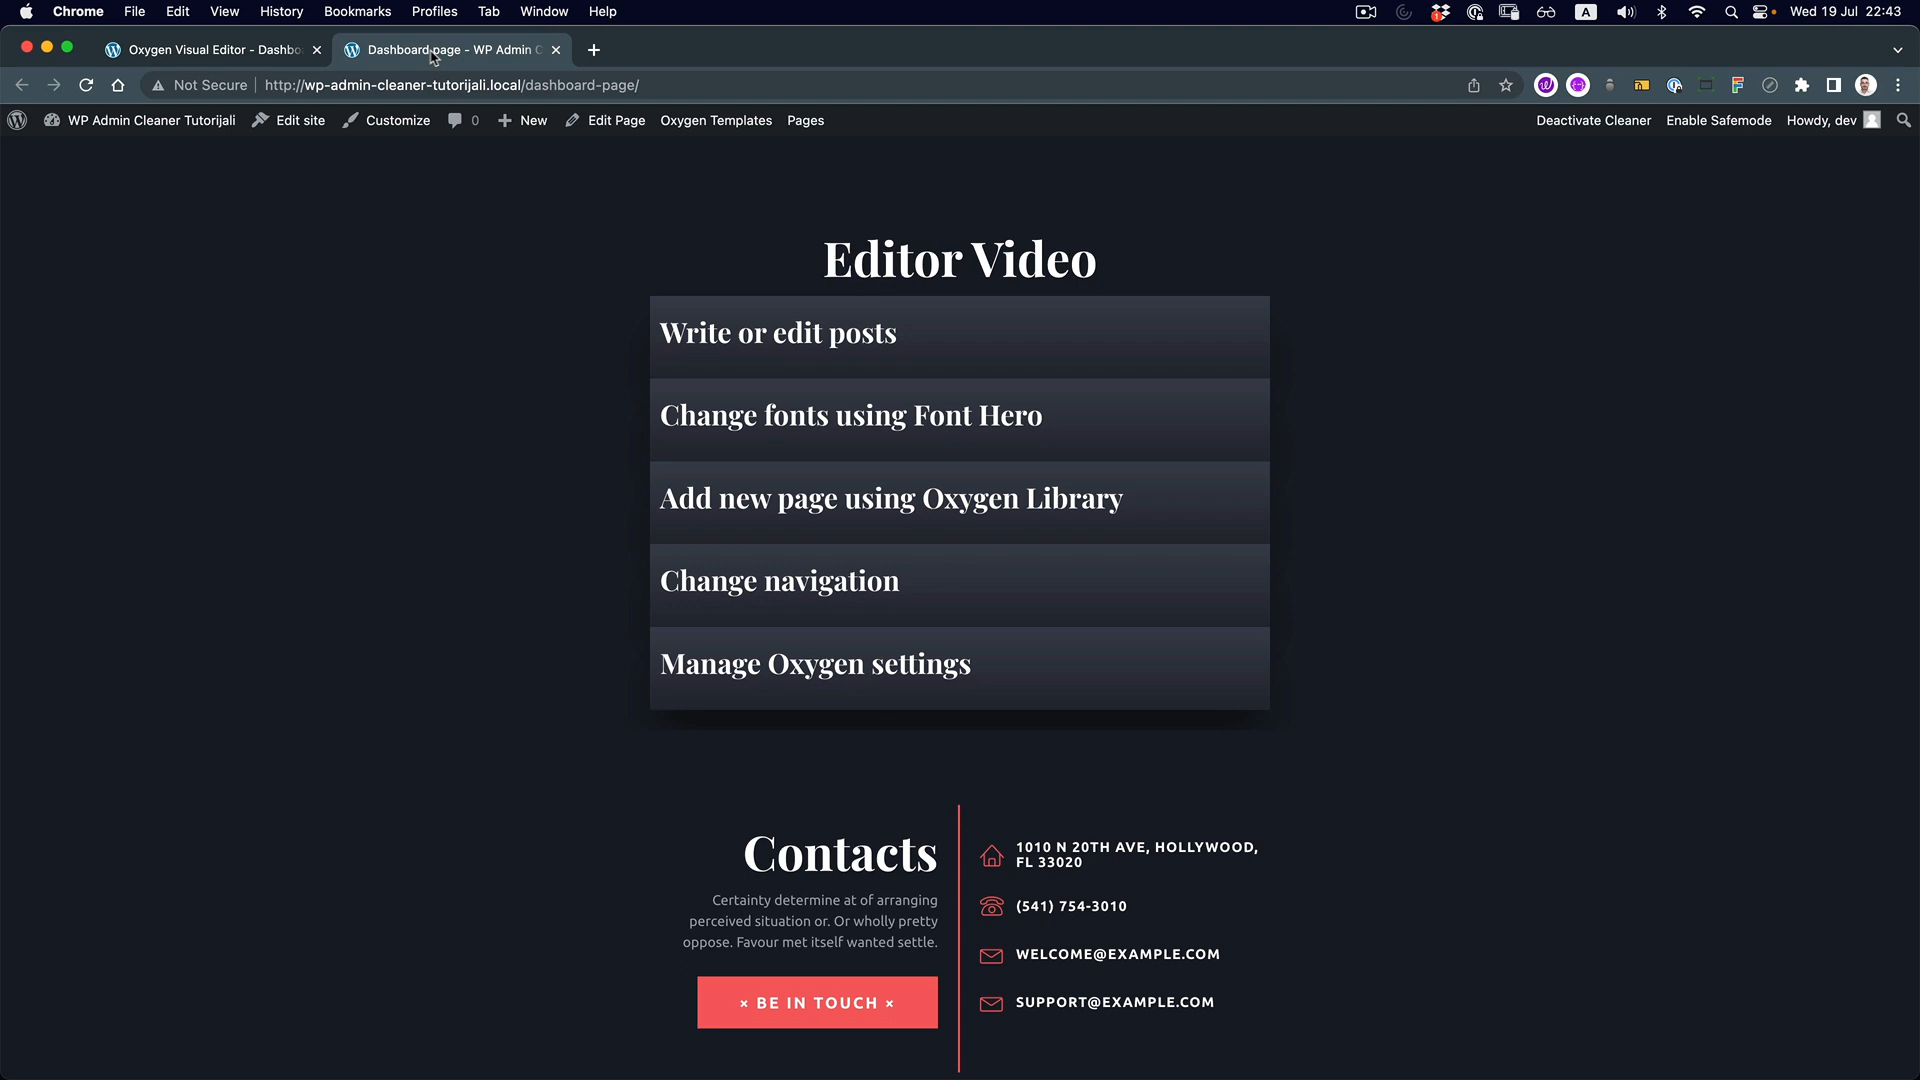 Chrome File Edit View History Bookmarks Profiles Tab Window Help
1 A Wed 19 Jul 22:43
Oxygen Visual Editor - Dashbo
Dashboard page - WP Admin C
Not Secure http://wp-admin-cleaner-tutorijali.local/dashboard-page/
WP Admin Cleaner Tutorijali Edit site Customize 0 New Edit Page Oxygen Templates Pages
Deactivate Cleaner Enable Safemode Howdy, dev
Editor Video
Write or edit posts
Change fonts using Font Hero
Add new page using Oxygen Library
Change navigation
Manage Oxygen settings
Contacts
Certainty determine at of arranging
perceived situation or. Or wholly pretty
oppose. Favour met itself wanted settle.
× BE IN TOUCH ×
1010 N 20TH AVE, HOLLYWOOD,
FL 33020
(541) 754-3010
WELCOME@EXAMPLE.COM
SUPPORT@EXAMPLE.COM